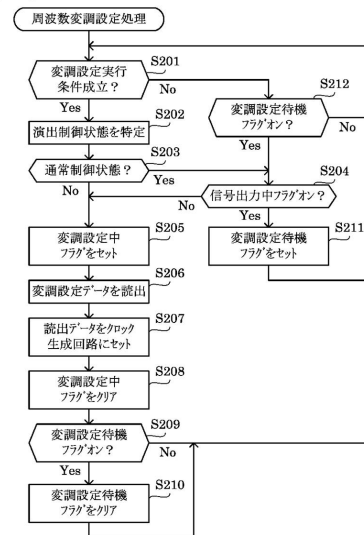 周波数変調設定処理
S201
変調設定実行
条件成立？
No
Yes
S202
演出制御状態を特定
S203
通常制御状態？
Yes
No
S212
変調設定待機
フラグオン？
No
Yes
S204
信号出力中フラグオン？
No
Yes
S205
変調設定中
フラグをセット
S211
変調設定待機
フラグをセット
S206
変調設定データを読出
S207
読出データをクロック
生成回路にセット
S208
変調設定中
フラグをクリア
S209
変調設定待機
フラグオン？
No
Yes
S210
変調設定待機
フラグをクリア